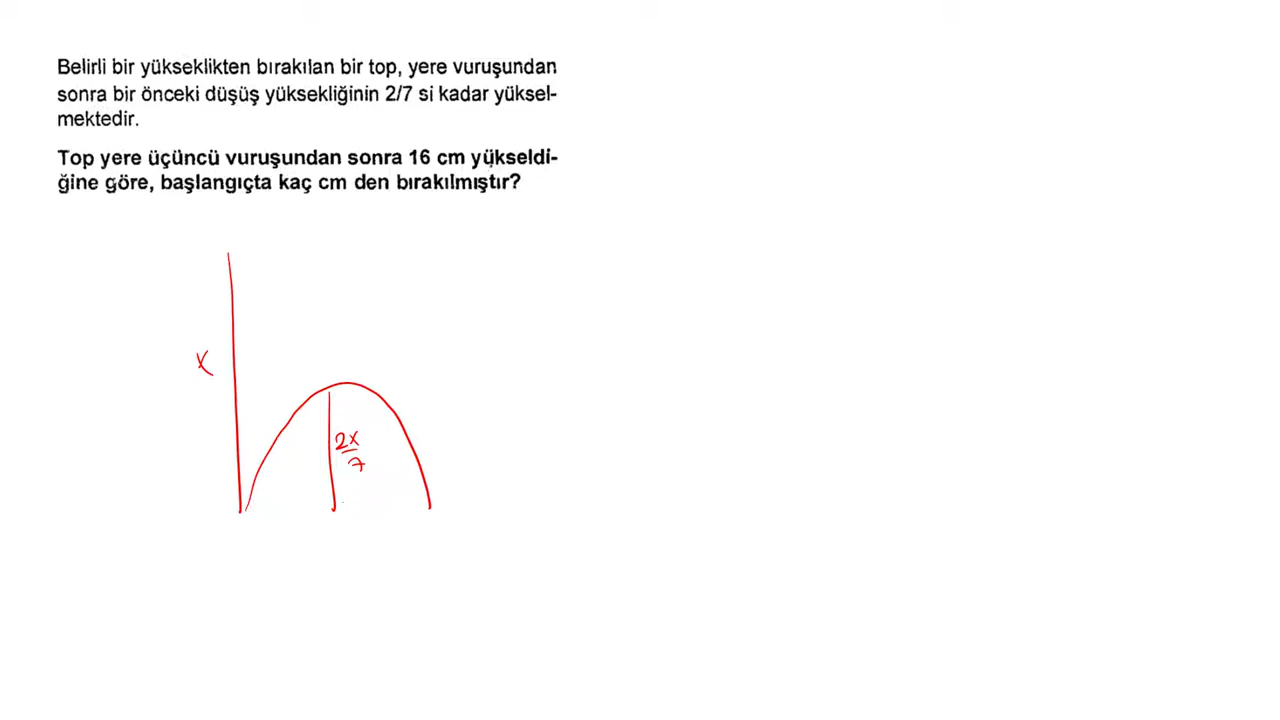 Belirli bir yükseklikten bırakılan bir top, yere vuruşundan
sonra bir önceki düşüş yüksekliğinin 2/7 si kadar yüksel-
mektedir.
Top yere üçüncü vuruşundan sonra 16 cm yükseldi-
ğine göre, başlangıçta kaç cm den bırakılmıştır?
x
2x
7